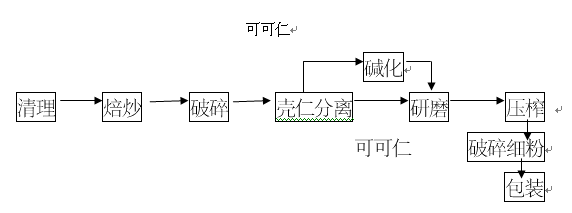 可可仁
碱化
清理 焙炒 破碎 壳仁分离 研磨 压榨
可可仁
破碎细粉
包装